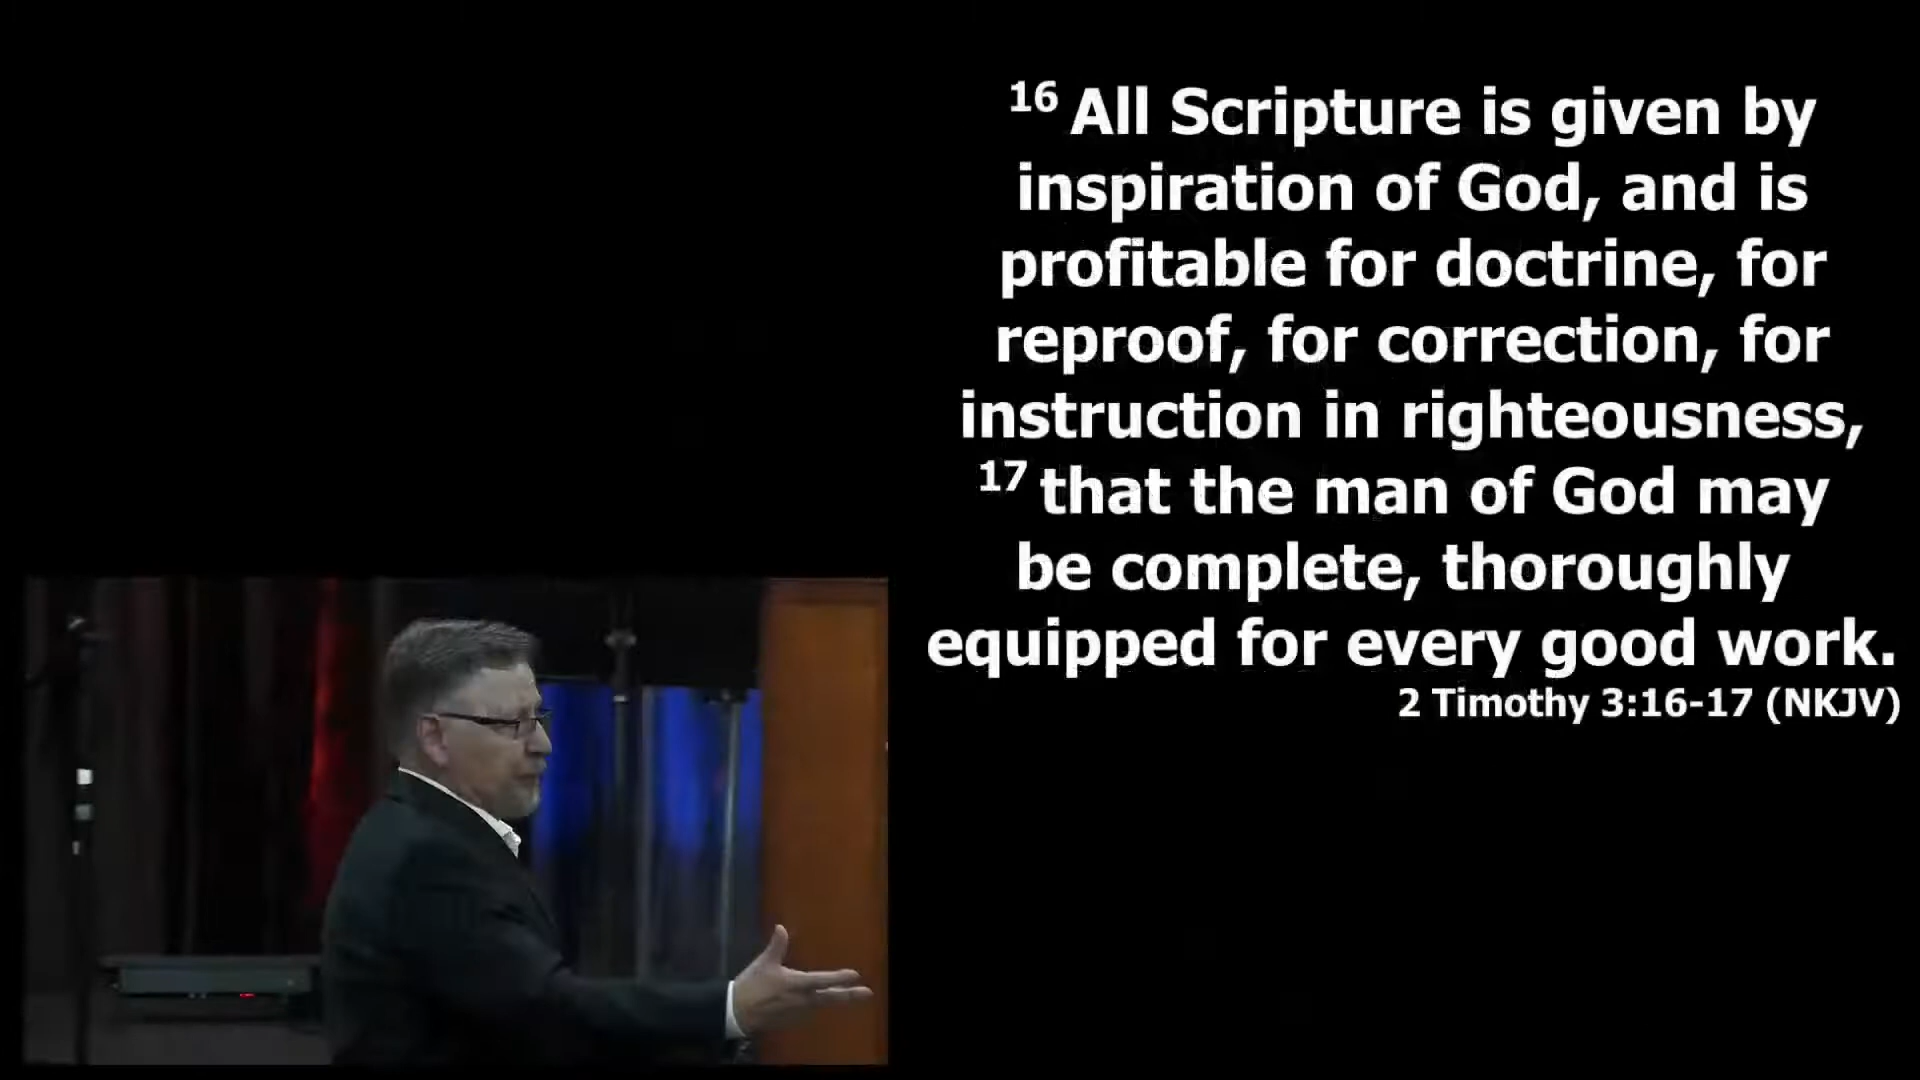 16 All Scripture is given by
inspiration of God, and is
profitable for doctrine, for
reproof, for correction, for
instruction in righteousness,
17 that the man of God may
be complete, thoroughly
equipped for every good work.
2 Timothy 3:16-17 (NKJV)